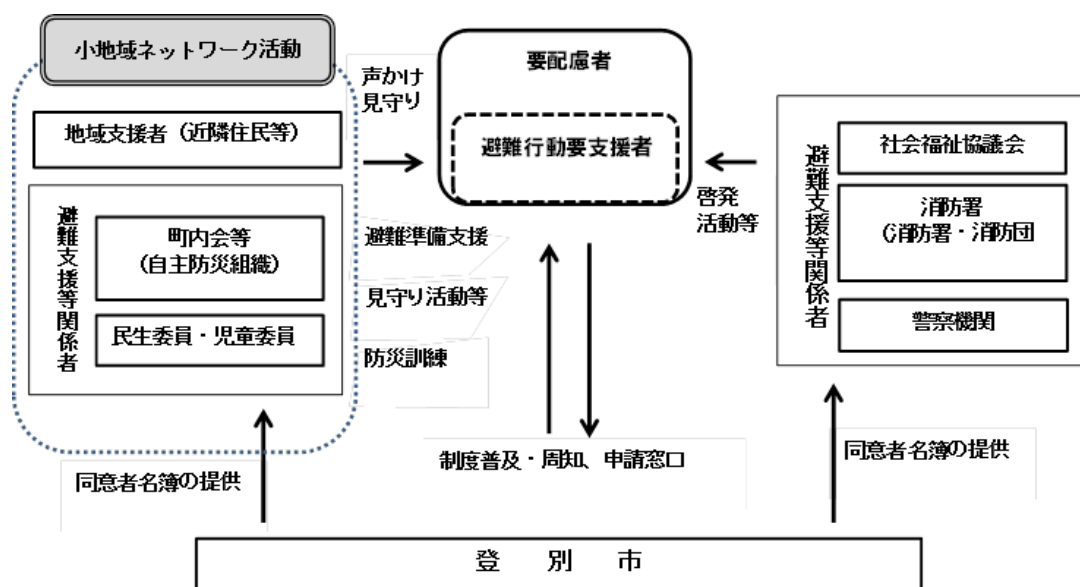 小地域ネットワーク活動
地域支援者（近隣住民等）
避難支援等関係者
町内会等
（自主防災組織）
民生委員・児童委員
声かけ
見守り
要配慮者
避難行動要支援者
避難準備支援
見守り活動等
防災訓練
啓発
活動等
避難支援等関係者
社会福祉協議会
消防署
（消防署・消防団
警察機関
制度普及・周知、申請窓口
同意者名簿の提供
同意者名簿の提供
登　別　市